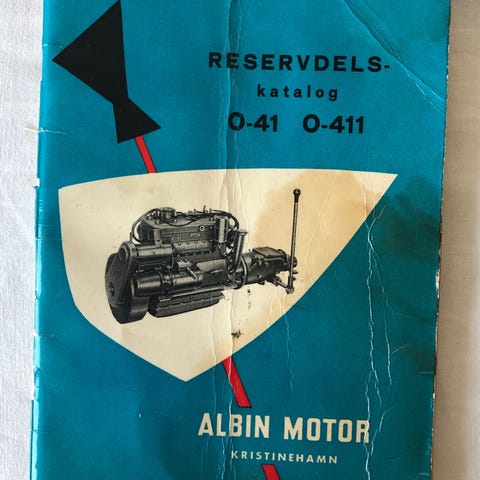 RESERVDELS-
katalog
O-41 O-411
ALBIN MOTOR
KRISTINEHAMN